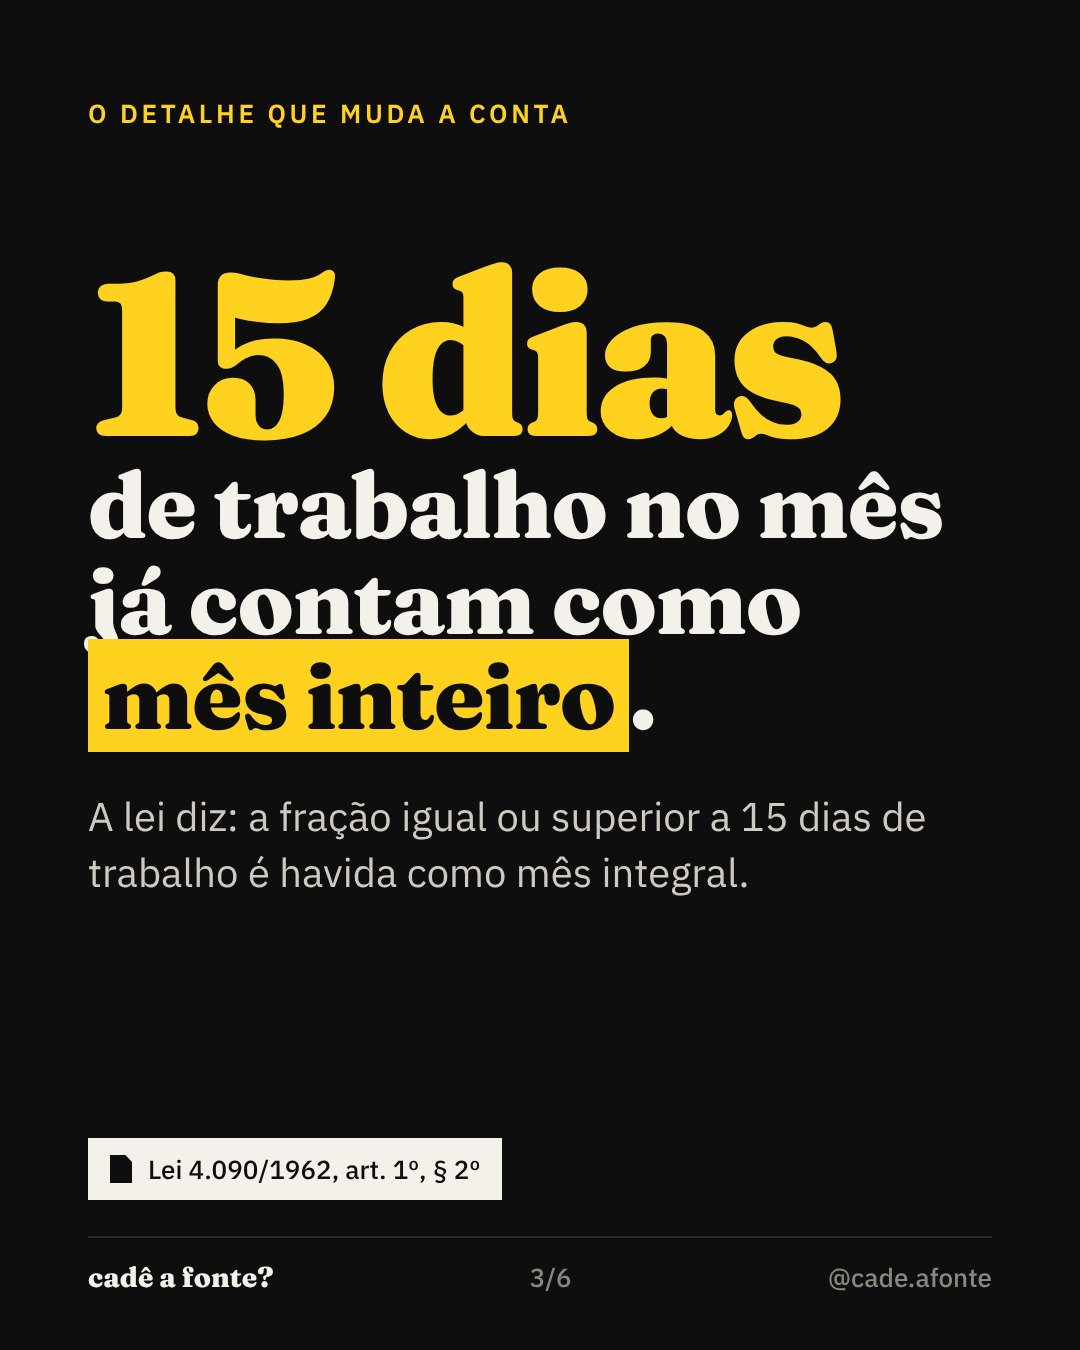 O DETALHE QUE MUDA A CONTA
15 dias
de trabalho no mês
já contam como
mês inteiro.
A lei diz: a fração igual ou superior a 15 dias de
trabalho é havida como mês integral.
Lei 4.090/1962, art. 1º, § 2º
cadê a fonte?
3/6
@cade.afonte